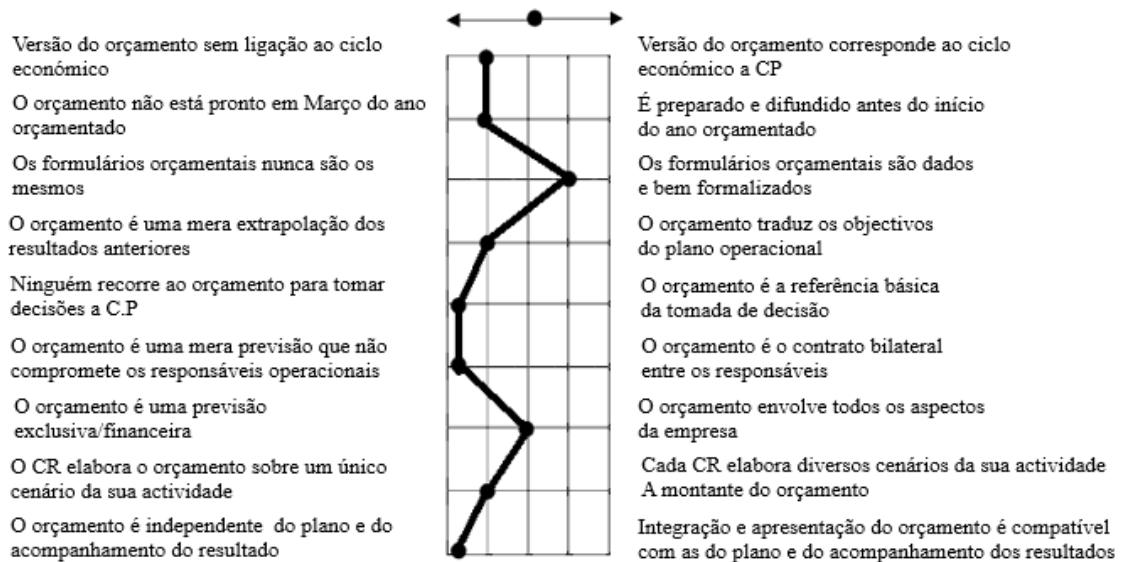 Versão do orçamento sem ligação ao ciclo
económico
Versão do orçamento corresponde ao ciclo
económico a CP
O orçamento não está pronto em Março do ano
orçamentado
É preparado e difundido antes do início
do ano orçamentado
Os formulários orçamentais nunca são os
mesmos
Os formulários orçamentais são dados
e bem formalizados
O orçamento é uma mera extrapolação dos
resultados anteriores
O orçamento traduz os objectivos
do plano operacional
Ninguém recorre ao orçamento para tomar
decisões a C.P
O orçamento é a referência básica
da tomada de decisão
O orçamento é uma mera previsão que não
compromete os responsáveis operacionais
O orçamento é o contrato bilateral
entre os responsáveis
O orçamento é uma previsão
exclusiva/financeira
O orçamento envolve todos os aspectos
da empresa
O CR elabora o orçamento sobre um único
cenário da sua actividade
Cada CR elabora diversos cenários da sua actividade
A montante do orçamento
O orçamento é independente do plano e do
acompanhamento do resultado
Integração e apresentação do orçamento é compatível
com as do plano e do acompanhamento dos resultados